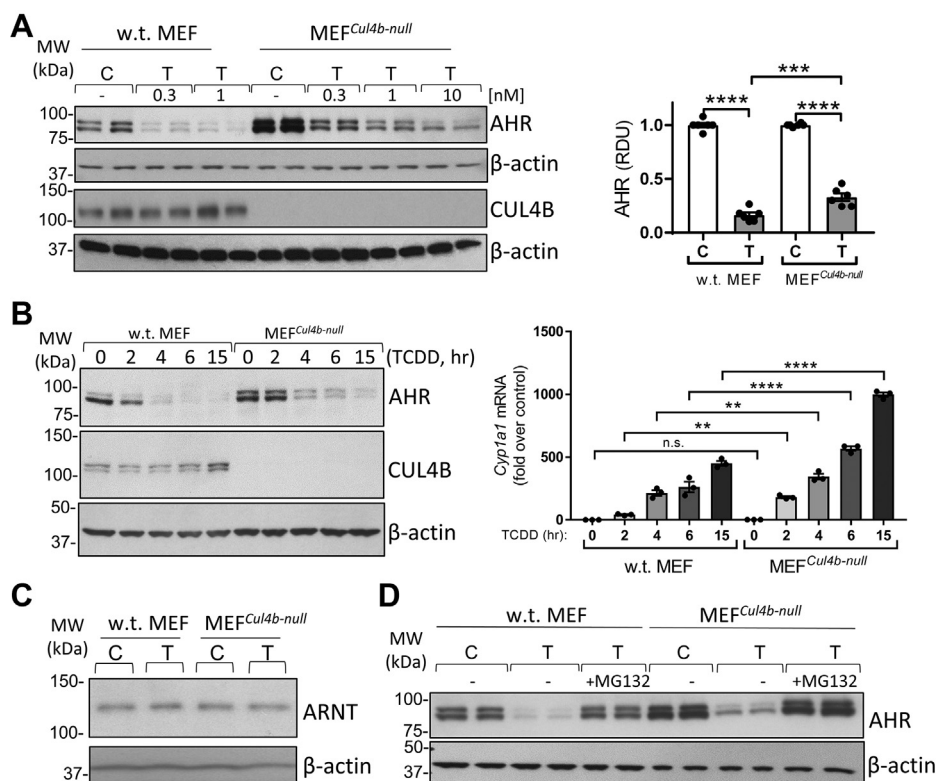 A
w.t. MEF
MEF^Cul4b-null
MW
(kDa)
C T T C T T T
- 0.3 1 - 0.3 1 10 [nM]
100-
75-
AHR
37-
β-actin
150-
100-
CUL4B
37-
β-actin
AHR (RDU)
1.0
0.5
0.0
****
***
****
C T C T
w.t. MEF
MEF^Cul4b-null
B
MW
(kDa)
w.t. MEF
MEF^Cul4b-null
0 2 4 6 15 0 2 4 6 15 (TCDD, hr)
100-
75-
AHR
150-
100-
CUL4B
50-
37-
β-actin
Cyp1a1 mRNA
(fold over control)
1500
1000
500
0
****
****
**
**
n.s.
TCDD (hr): 0 2 4 6 15 0 2 4 6 15
w.t. MEF
MEF^Cul4b-null
C
MW
(kDa)
w.t. MEF
MEF^Cul4b-null
C T C T
150-
100-
ARNT
37-
β-actin
D
MW
(kDa)
w.t. MEF
MEF^Cul4b-null
C T T C T T
- - +MG132 - - +MG132
100-
75-
AHR
50-
37-
β-actin